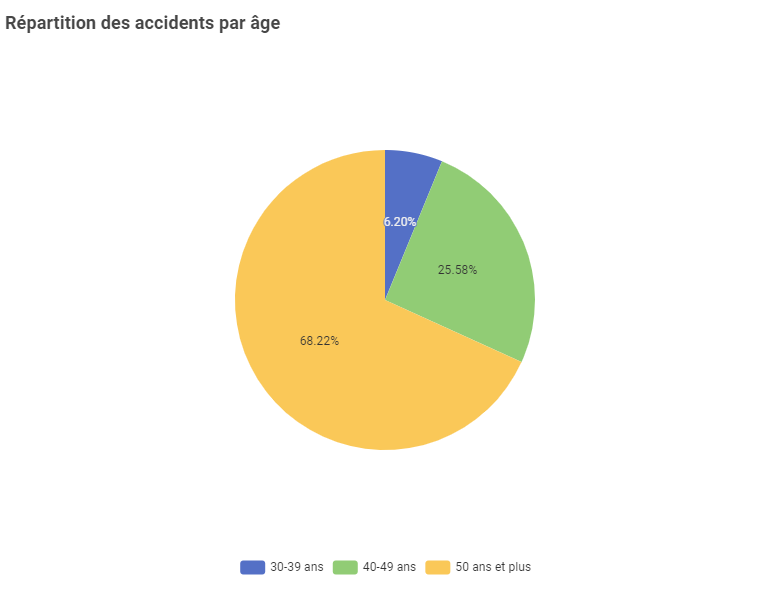 Répartition des accidents par âge
6.20%
25.58%
68.22%
30-39 ans 40-49 ans 50 ans et plus